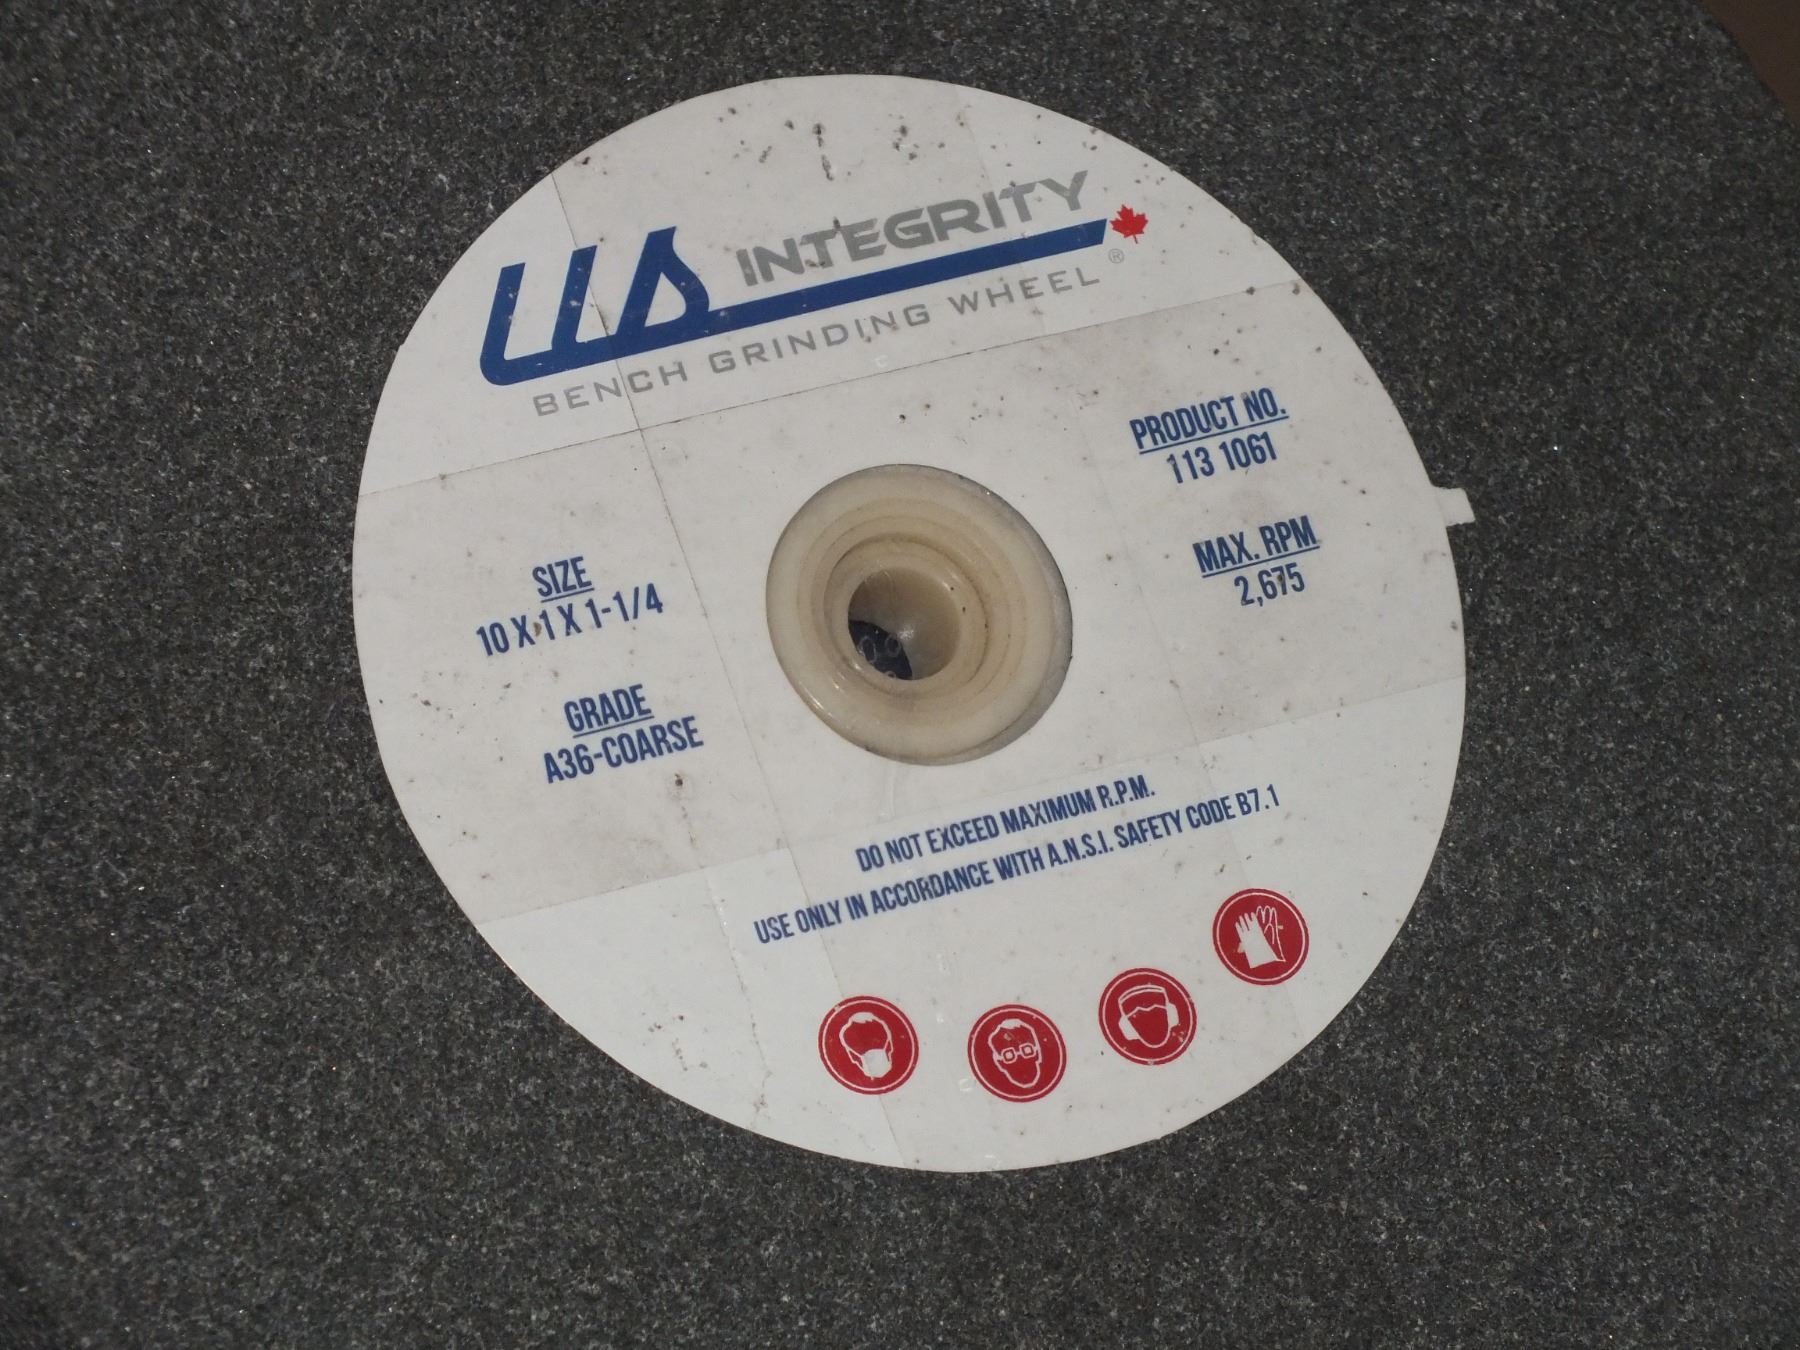 INTEGRITY
BENCH GRINDING WHEEL ®
PRODUCT NO.
113 1061
MAX. RPM
2,675
SIZE
10 X 1 X 1-1/4
GRADE
A36-COARSE
DO NOT EXCEED MAXIMUM R.P.M.
USE ONLY IN ACCORDANCE WITH A.N.S.I. SAFETY CODE B7.1